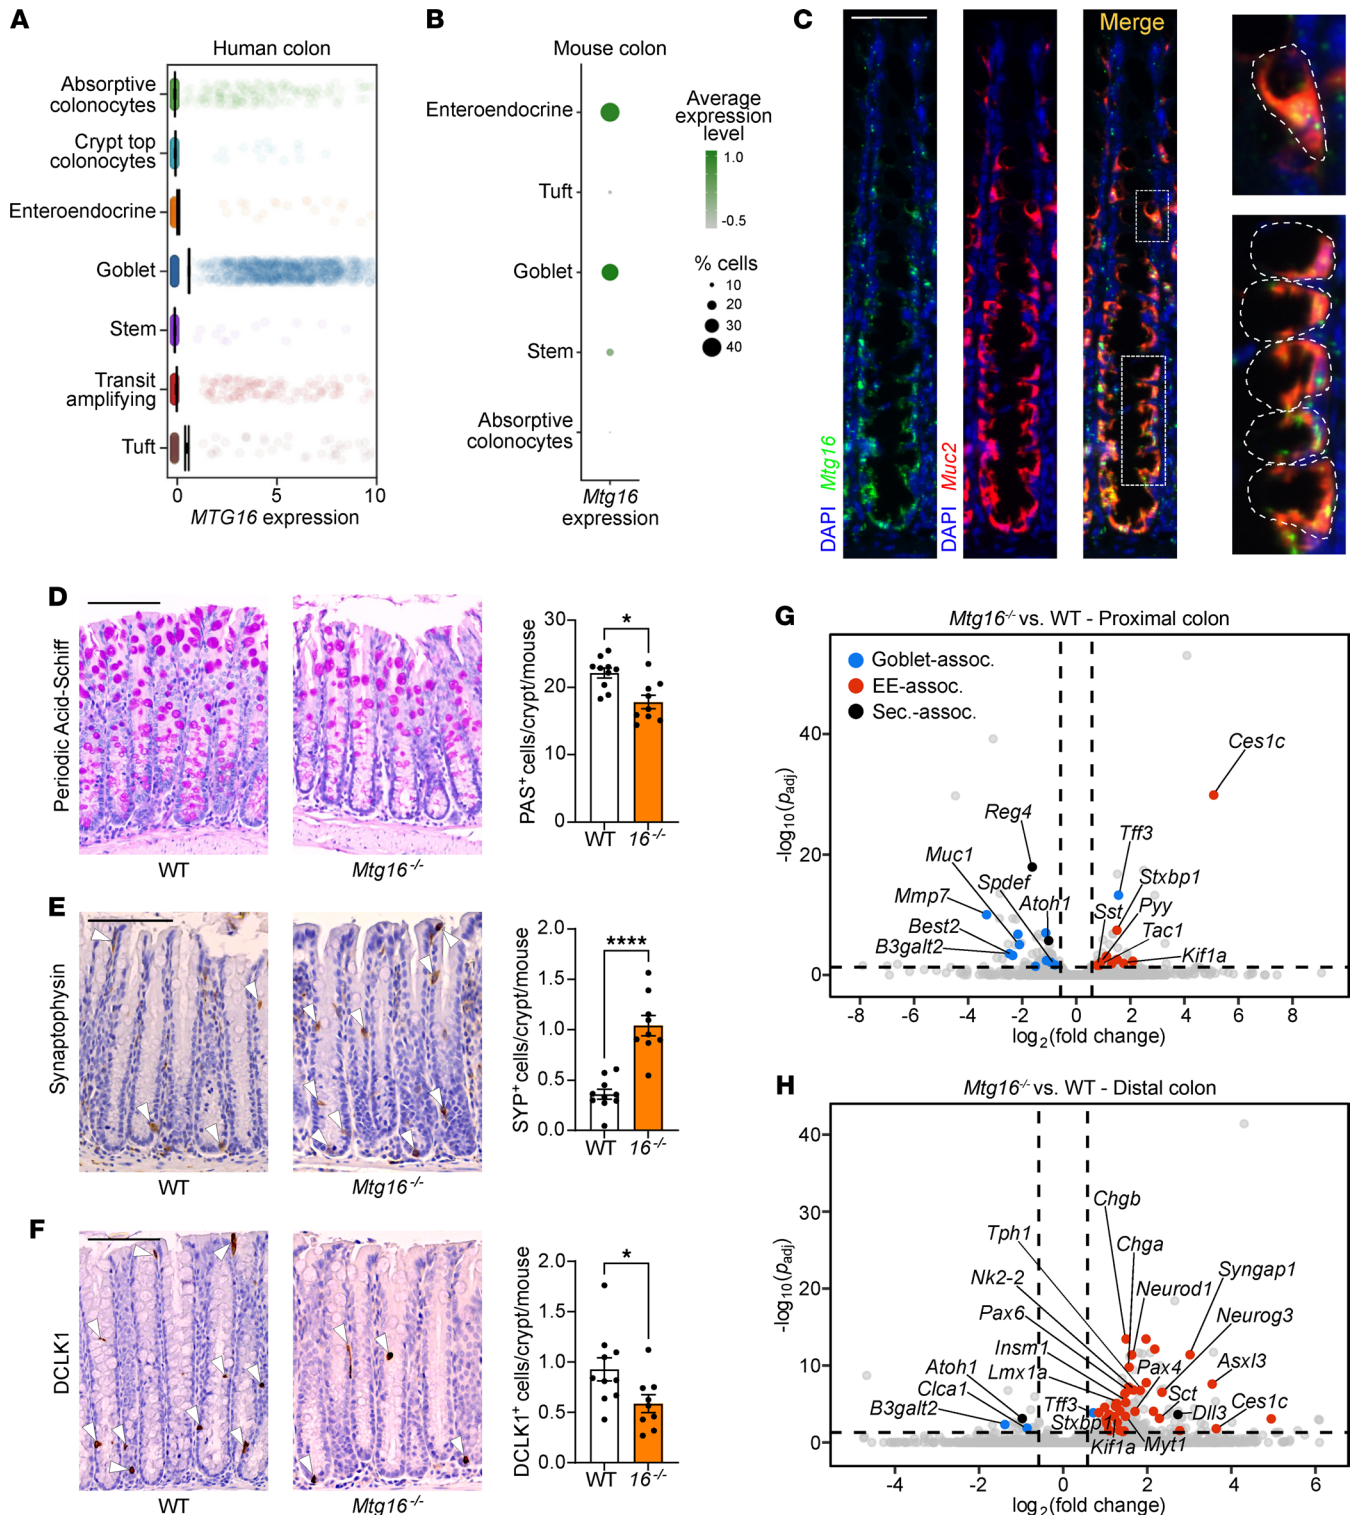 A
Human colon
Absorptive
colonocytes
Crypt top
colonocytes
Enteroendocrine
Goblet
Stem
Transit
amplifying
Tuft
0
5
10
MTG16 expression
B
Mouse colon
Enteroendocrine
Tuft
Goblet
Stem
Absorptive
colonocytes
Mtg16
expression
Average
expression
level
1.0
-0.5
% cells
10
20
30
40
C
Merge
DAPI Mtg16
DAPI Muc2
D
Periodic Acid-Schiff
WT
Mtg16-/-
PAS+ cells/crypt/mouse
30
20
10
0
*
WT
16-/-
E
Synaptophysin
WT
Mtg16-/-
SYP+ cells/crypt/mouse
2.0
1.5
1.0
0.5
0.0
****
WT
16-/-
F
DCLK1
WT
Mtg16-/-
DCLK1+ cells/crypt/mouse
2.0
1.5
1.0
0.5
0.0
*
WT
16-/-
G
Mtg16-/- vs. WT - Proximal colon
Goblet-assoc.
EE-assoc.
Sec.-assoc.
Ces1c
Reg4
Tff3
Muc1
Stxbp1
Spdef
Mmp7
Atoh1
Sst
Pyy
Best2
Tac1
B3galt2
Kif1a
-log10(padj)
40
20
0
-8
-6
-4
-2
0
2
4
6
8
log2(fold change)
H
Mtg16-/- vs. WT - Distal colon
Chgb
Tph1
Chga
Nk2-2
Neurod1
Syngap1
Pax6
Neurog3
Insm1
Atoh1
Lmx1a
Pax4
Asxl3
Clca1
Sct
Ces1c
B3galt2
Tff3
Dll3
Stxbp1
Kif1a
Myt1
-log10(padj)
40
30
20
10
0
-4
-2
0
2
4
6
log2(fold change)